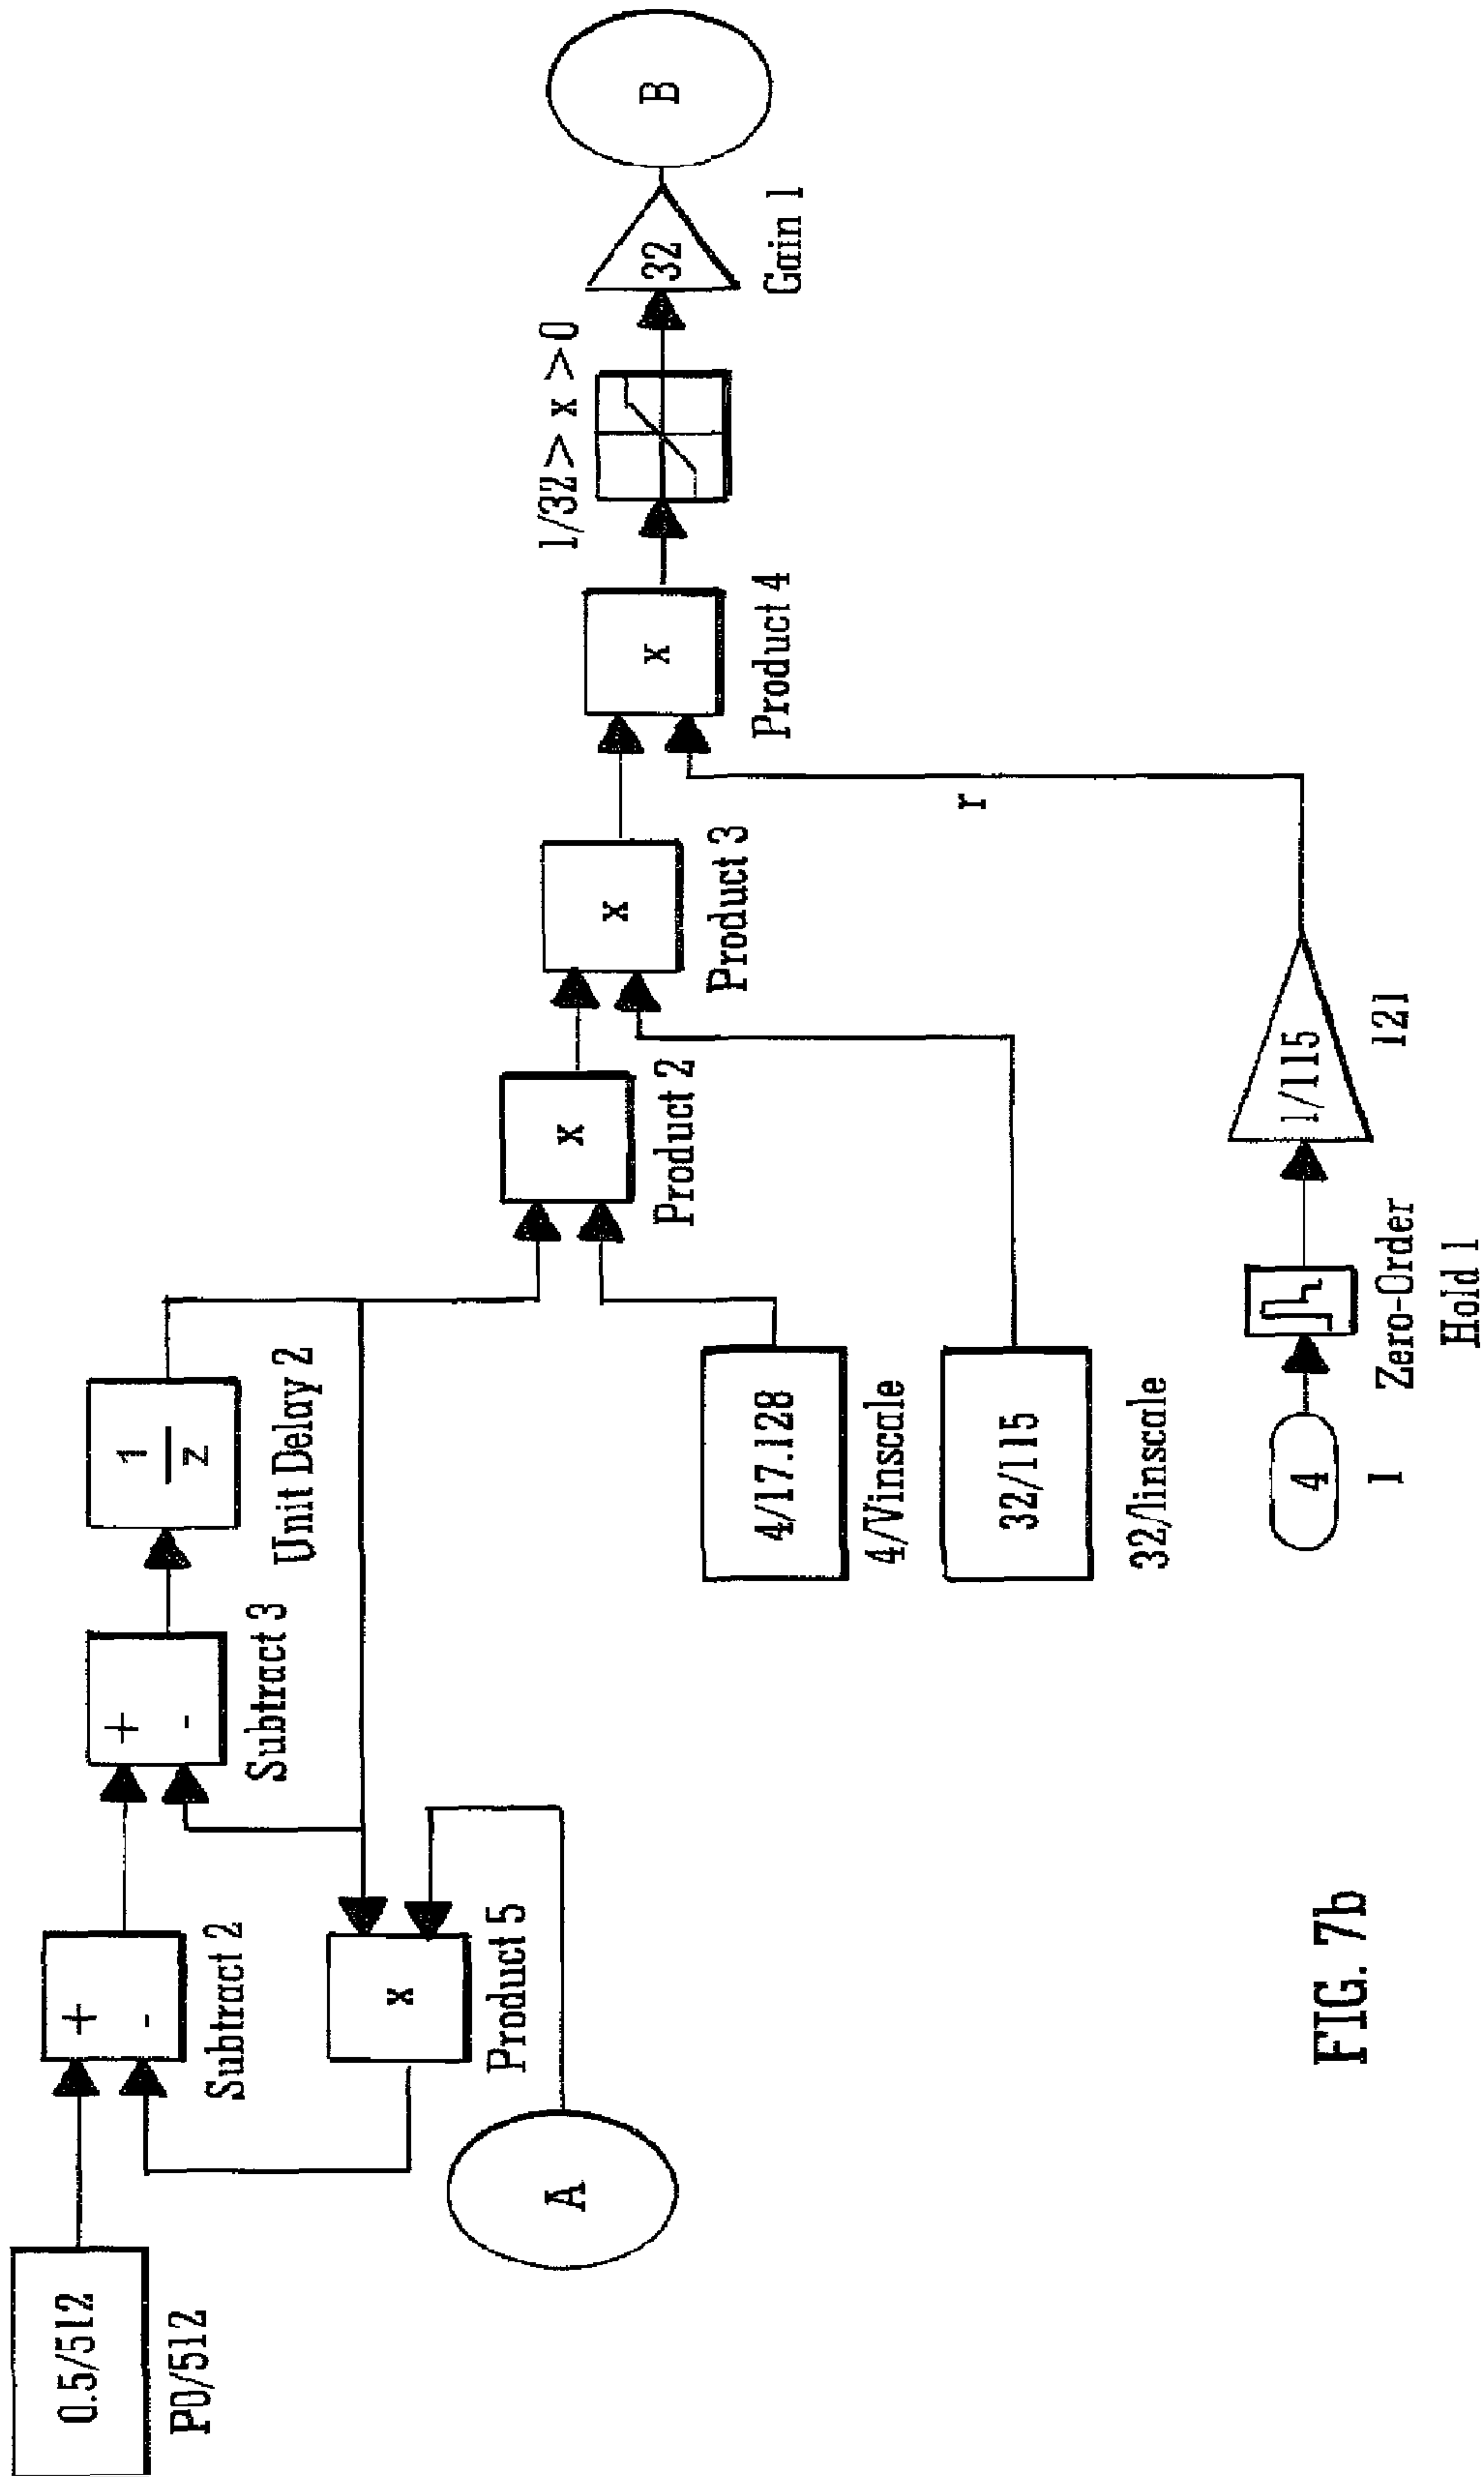 0.5/512
P0/512
+
-
Subtract 2
+
-
Subtract 3
1
z
Unit Delay 2
x
Product 5
A
4/17.128
4/Vinscale
32/115
32/Iinscale
x
Product 2
x
Product 3
x
Product 4
1/32 > x > 0
32
Gain 1
B
4
I
Zero-Order
Hold 1
1/115
121
r
FIG. 7b